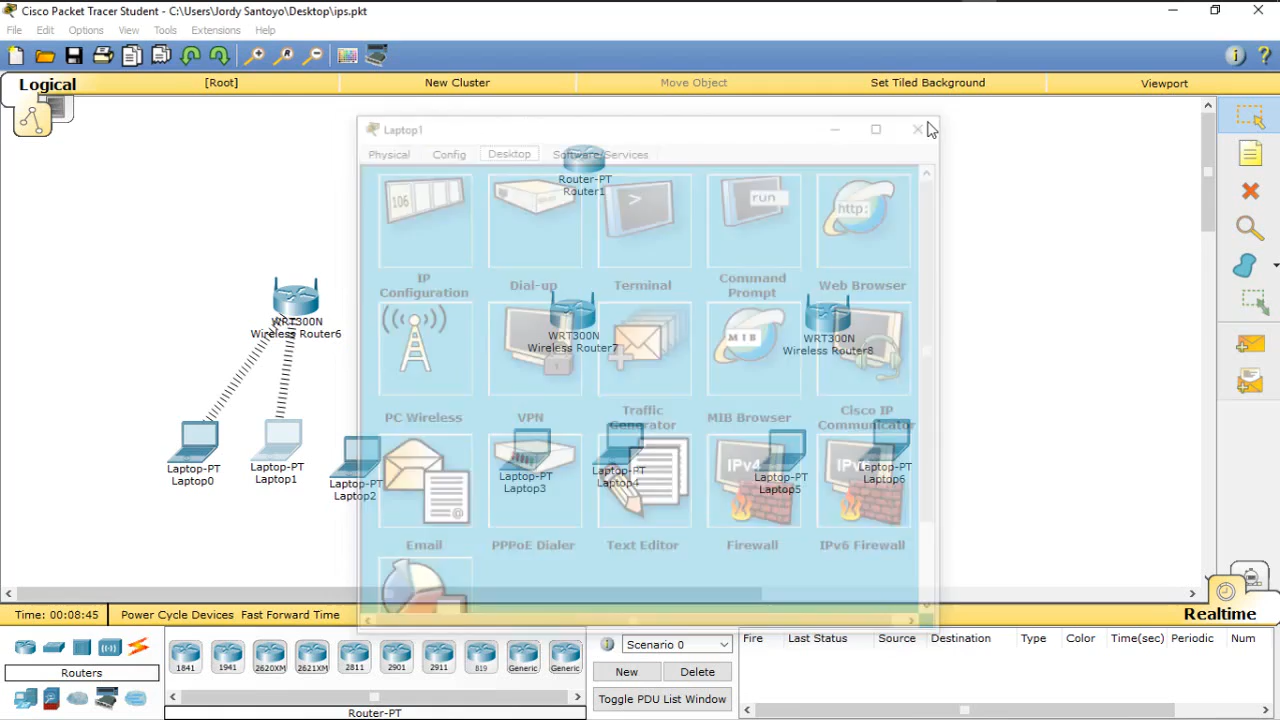 Cisco Packet Tracer Student - C:\Users\Jordy Santoyo\Desktop\ips.pkt
File Edit Options View Tools Extensions Help
Logical
[Root]
New Cluster
Move Object
Set Tiled Background
Viewport
Laptop1
Physical Config Desktop Software/Services
Router-PT
Router1
106
run
http:
IP
Configuration
Dial-up
Terminal
Command
Prompt
Web Browser
WRT300N
Wireless Router6
WRT300N
Wireless Router7
WRT300N
Wireless Router8
MIB
PC Wireless
VPN
Traffic
Generator
MIB Browser
Cisco IP
Communicator
Laptop-PT
Laptop0
Laptop-PT
Laptop1
Laptop-PT
Laptop2
Laptop-PT
Laptop3
Laptop-PT
Laptop4
Laptop-PT
Laptop5
Laptop-PT
Laptop6
IPv4
IPv6
Email
PPPoE Dialer
Text Editor
Firewall
IPv6 Firewall
Time: 00:08:45 Power Cycle Devices Fast Forward Time
Realtime
Routers
1841 1941 2620XM 2621XM 2811 2901 2911 819 Generic Generic
Router-PT
Scenario 0
New Delete
Toggle PDU List Window
Fire Last Status Source Destination Type Color Time(sec) Periodic Num